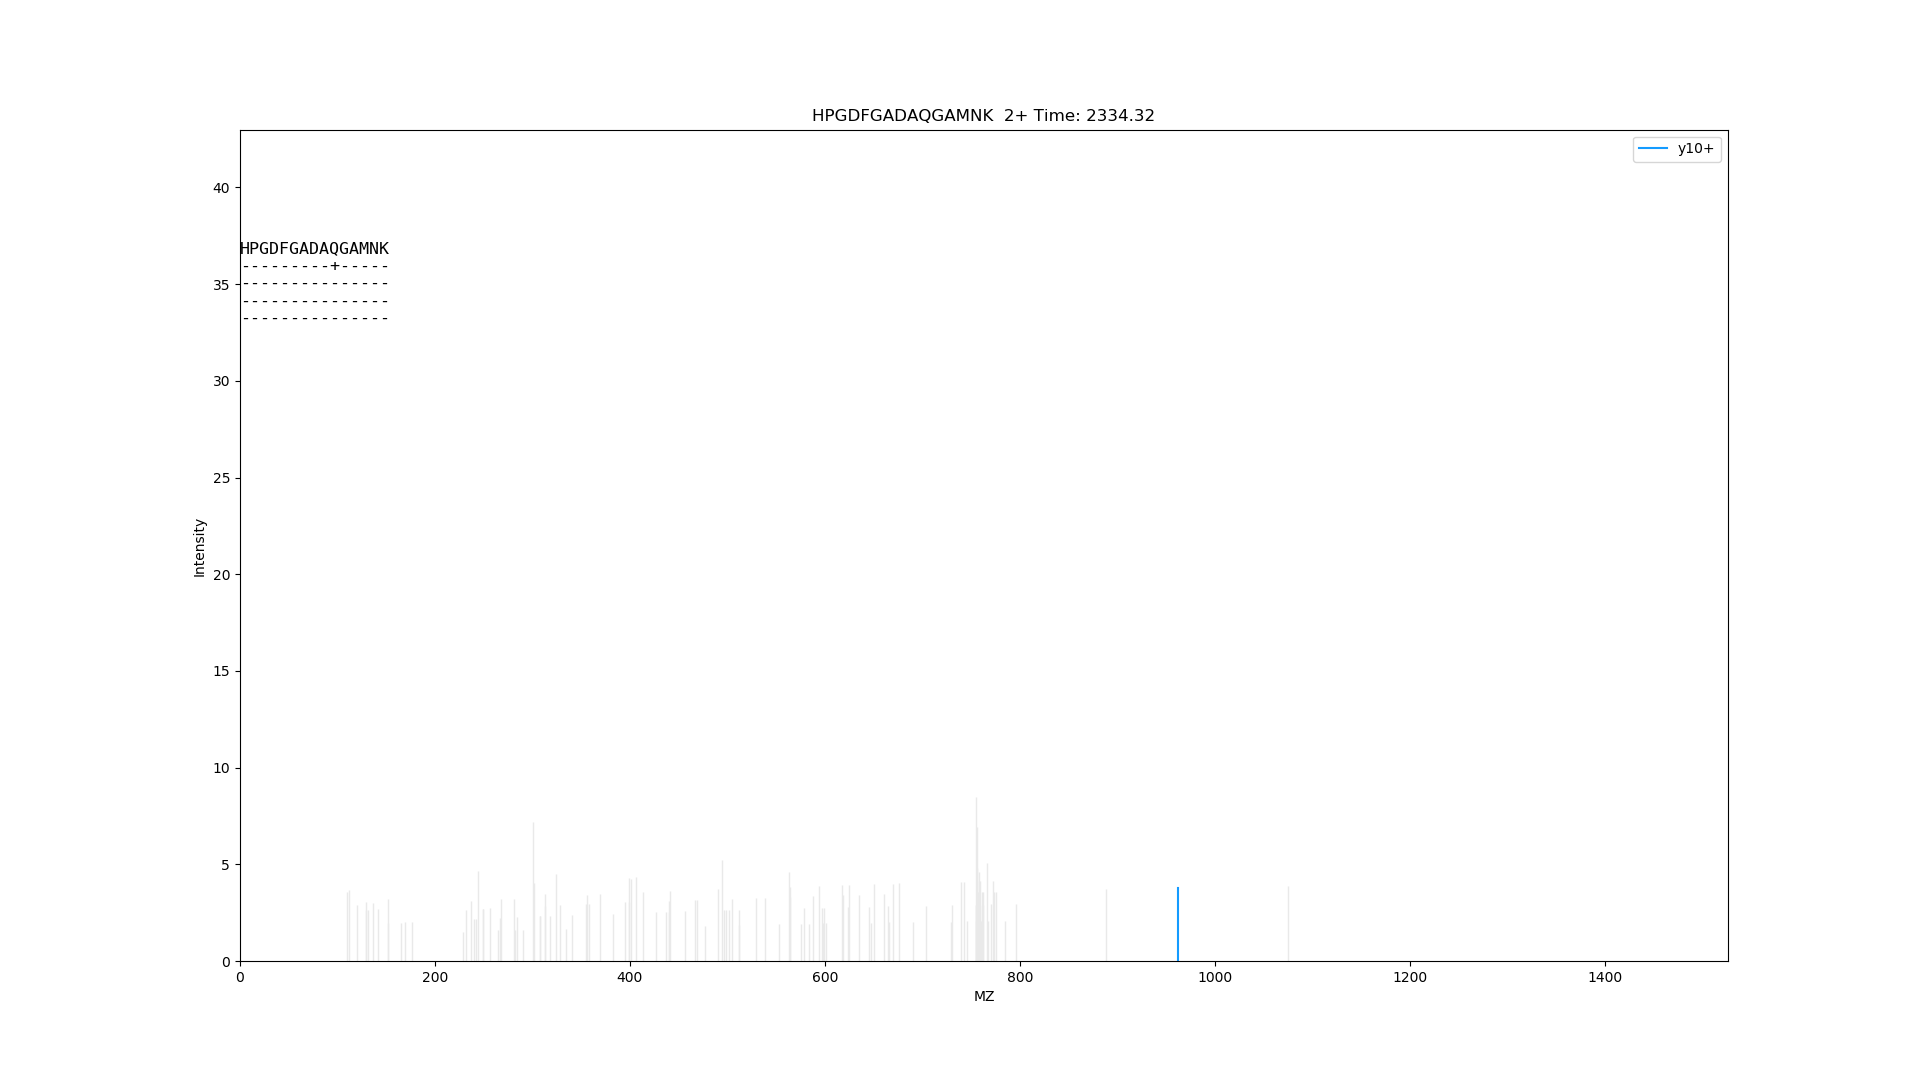 HPGDFGADAQGAMNK  2+ Time: 2334.32
y10+
40
HPGDFGADAQGAMNK
---------+-----
35
---------------
---------------
---------------
30
25
Intensity
20
15
10
5
0
0 200 400 600 800 1000 1200 1400
MZ